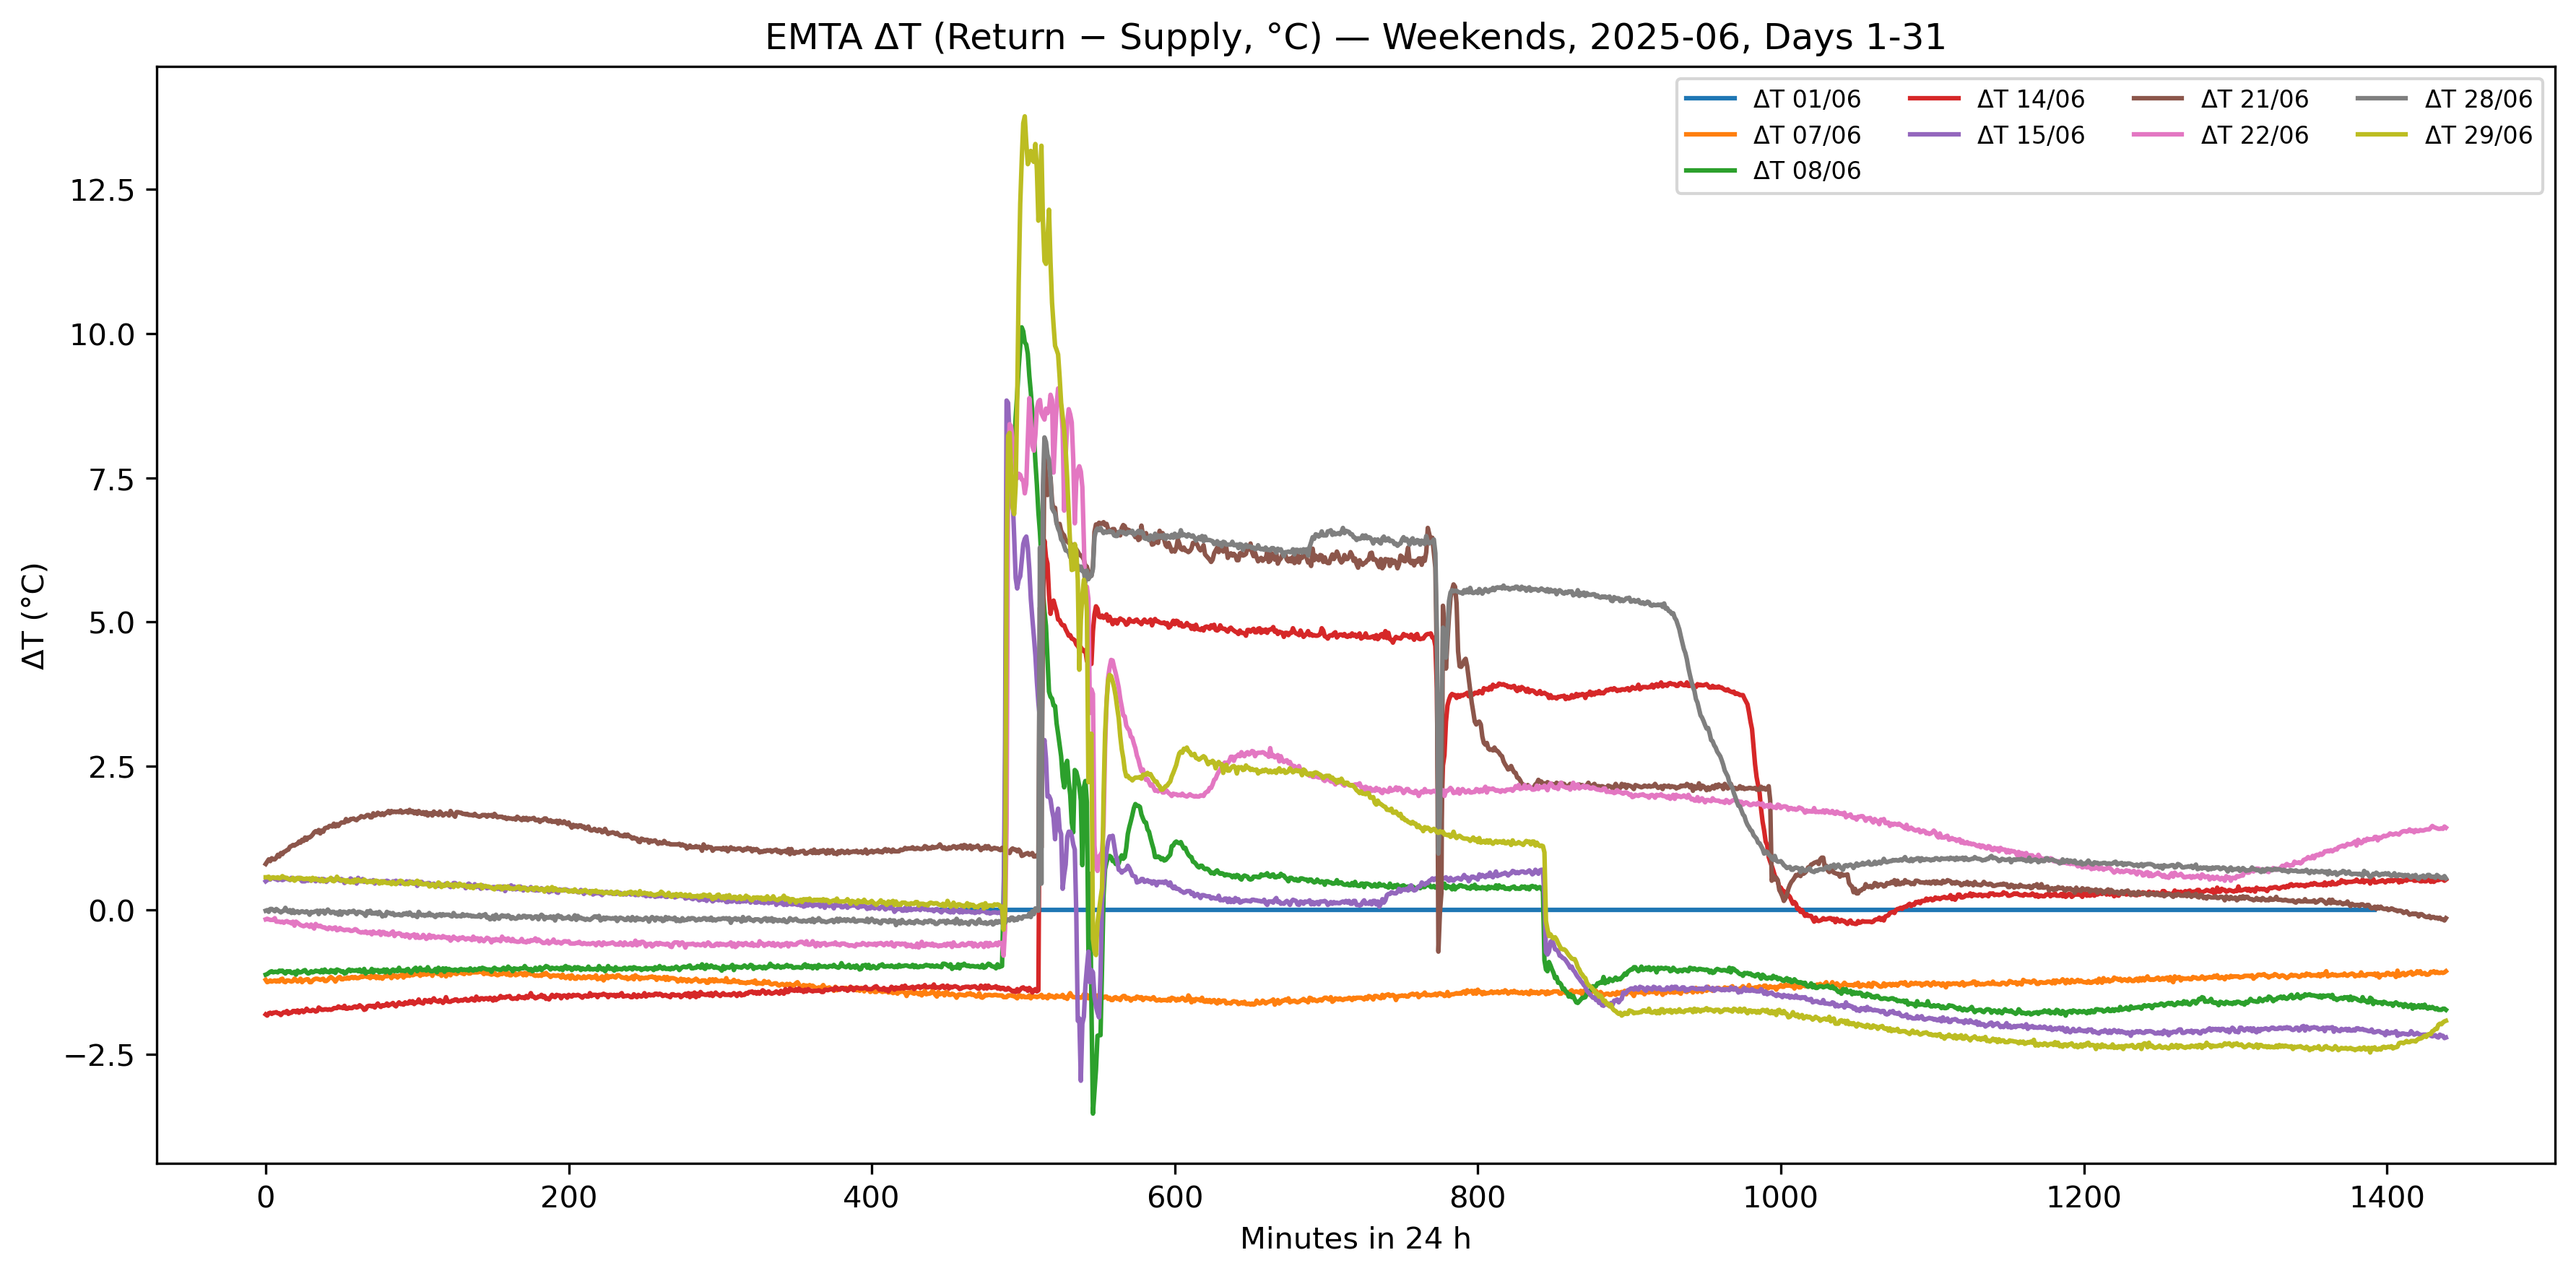 EMTA ΔT (Return − Supply, °C) — Weekends, 2025-06, Days 1-31
ΔT 01/06
ΔT 07/06
ΔT 08/06
ΔT 14/06
ΔT 15/06
ΔT 21/06
ΔT 22/06
ΔT 28/06
ΔT 29/06
ΔT (°C)
12.5
10.0
7.5
5.0
2.5
0.0
−2.5
0 200 400 600 800 1000 1200 1400
Minutes in 24 h